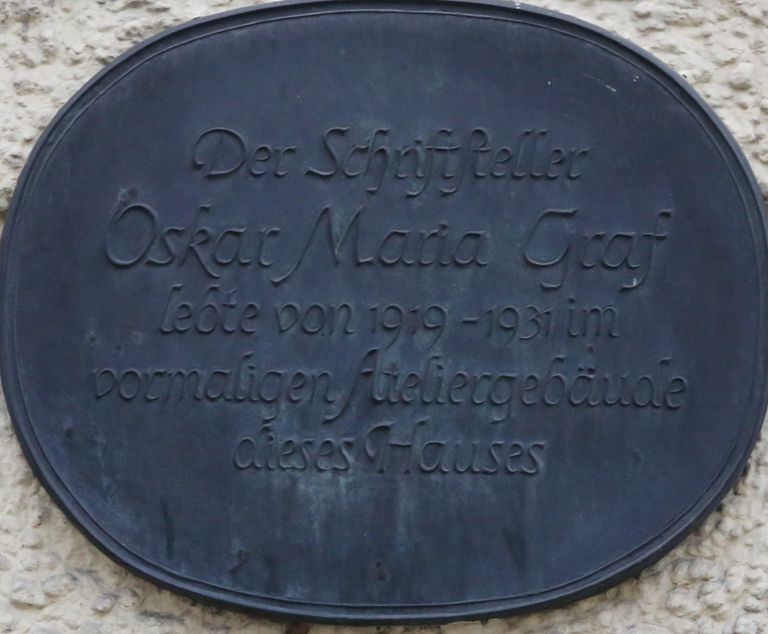 Der Schriftsteller
Oskar Maria Graf
lebte von 1919 - 1931 im
vormaligen Ateliergebäude
dieses Hauses